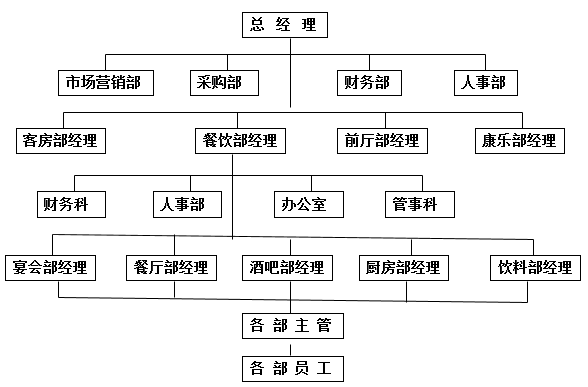 总 经 理
市场营销部 采购部 财务部 人事部
客房部经理 餐饮部经理 前厅部经理 康乐部经理
财务科 人事部 办公室 管事科
宴会部经理 餐厅部经理 酒吧部经理 厨房部经理 饮料部经理
各 部 主 管
各 部 员 工